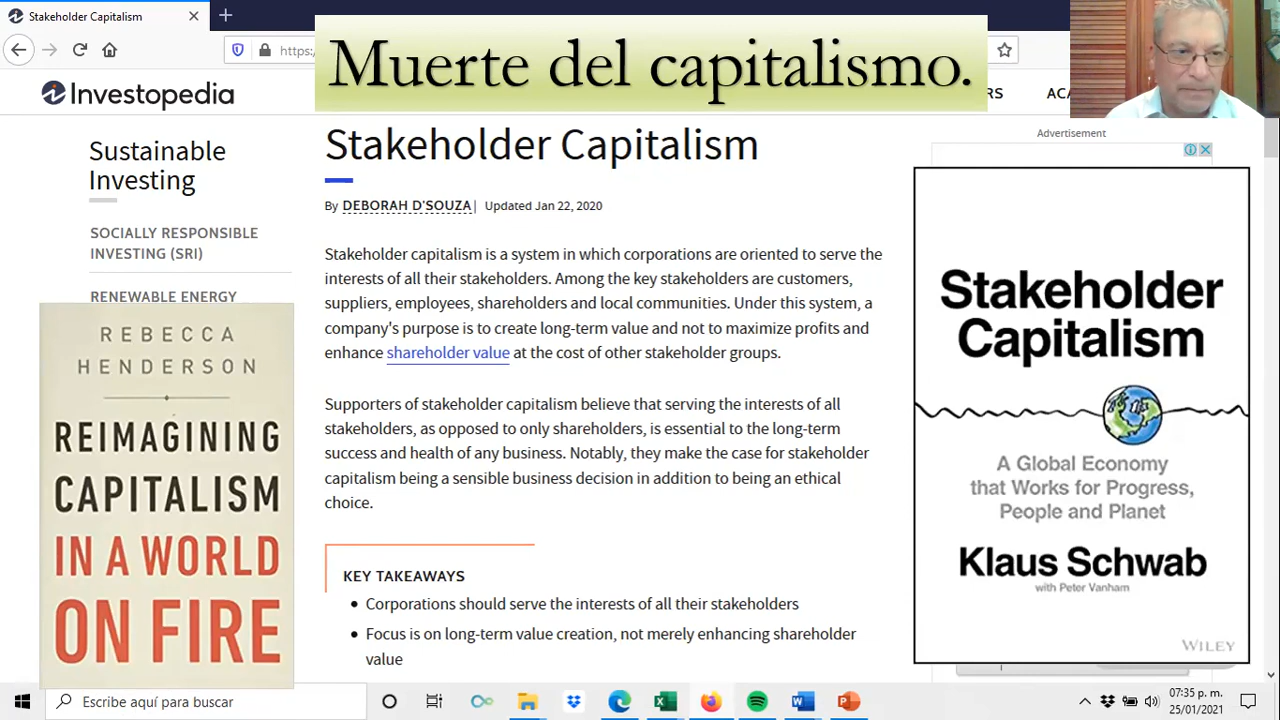 Stakeholder Capitalism
https:
Muerte del capitalismo.
Investopedia
RS
ACA
Sustainable
Investing
SOCIALLY RESPONSIBLE
INVESTING (SRI)
RENEWABLE ENERGY
REBECCA
HENDERSON
REIMAGINING
CAPITALISM
IN A WORLD
ON FIRE
Stakeholder Capitalism
By DEBORAH D'SOUZA | Updated Jan 22, 2020
Stakeholder capitalism is a system in which corporations are oriented to serve the
interests of all their stakeholders. Among the key stakeholders are customers,
suppliers, employees, shareholders and local communities. Under this system, a
company's purpose is to create long-term value and not to maximize profits and
enhance shareholder value at the cost of other stakeholder groups.
Supporters of stakeholder capitalism believe that serving the interests of all
stakeholders, as opposed to only shareholders, is essential to the long-term
success and health of any business. Notably, they make the case for stakeholder
capitalism being a sensible business decision in addition to being an ethical
choice.
KEY TAKEAWAYS
• Corporations should serve the interests of all their stakeholders
• Focus is on long-term value creation, not merely enhancing shareholder
value
Advertisement
Stakeholder
Capitalism
A Global Economy
that Works for Progress,
People and Planet
Klaus Schwab
with Peter Vanham
WILEY
Escribe aquí para buscar
07:35 p. m.
25/01/2021